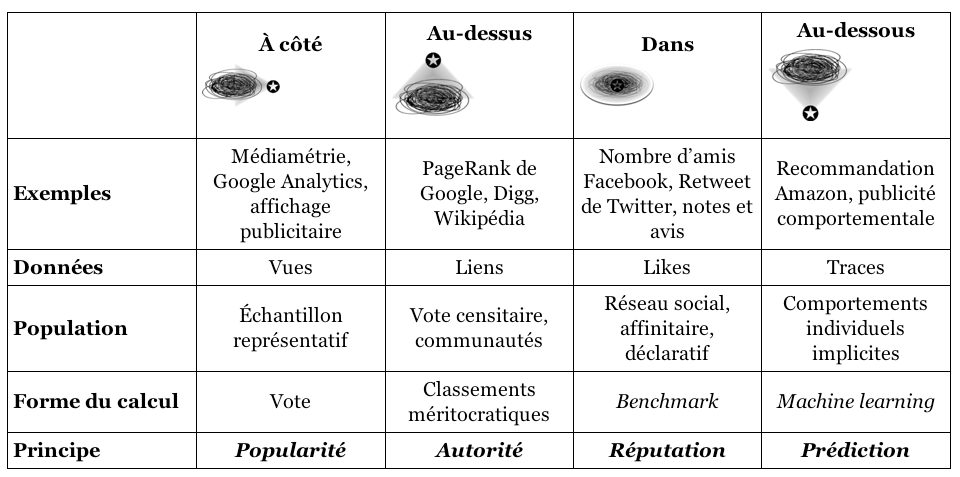 À côté
Au-dessus
Dans
Au-dessous
Exemples
Médiamétrie,
Google Analytics,
affichage
publicitaire
PageRank de
Google, Digg,
Wikipédia
Nombre d’amis
Facebook, Retweet
de Twitter, notes et
avis
Recommandation
Amazon, publicité
comportementale
Données
Vues
Liens
Likes
Traces
Population
Échantillon
représentatif
Vote censitaire,
communautés
Réseau social,
affinitaire,
déclaratif
Comportements
individuels
implicites
Forme du calcul
Vote
Classements
méritocratiques
Benchmark
Machine learning
Principe
Popularité
Autorité
Réputation
Prédiction